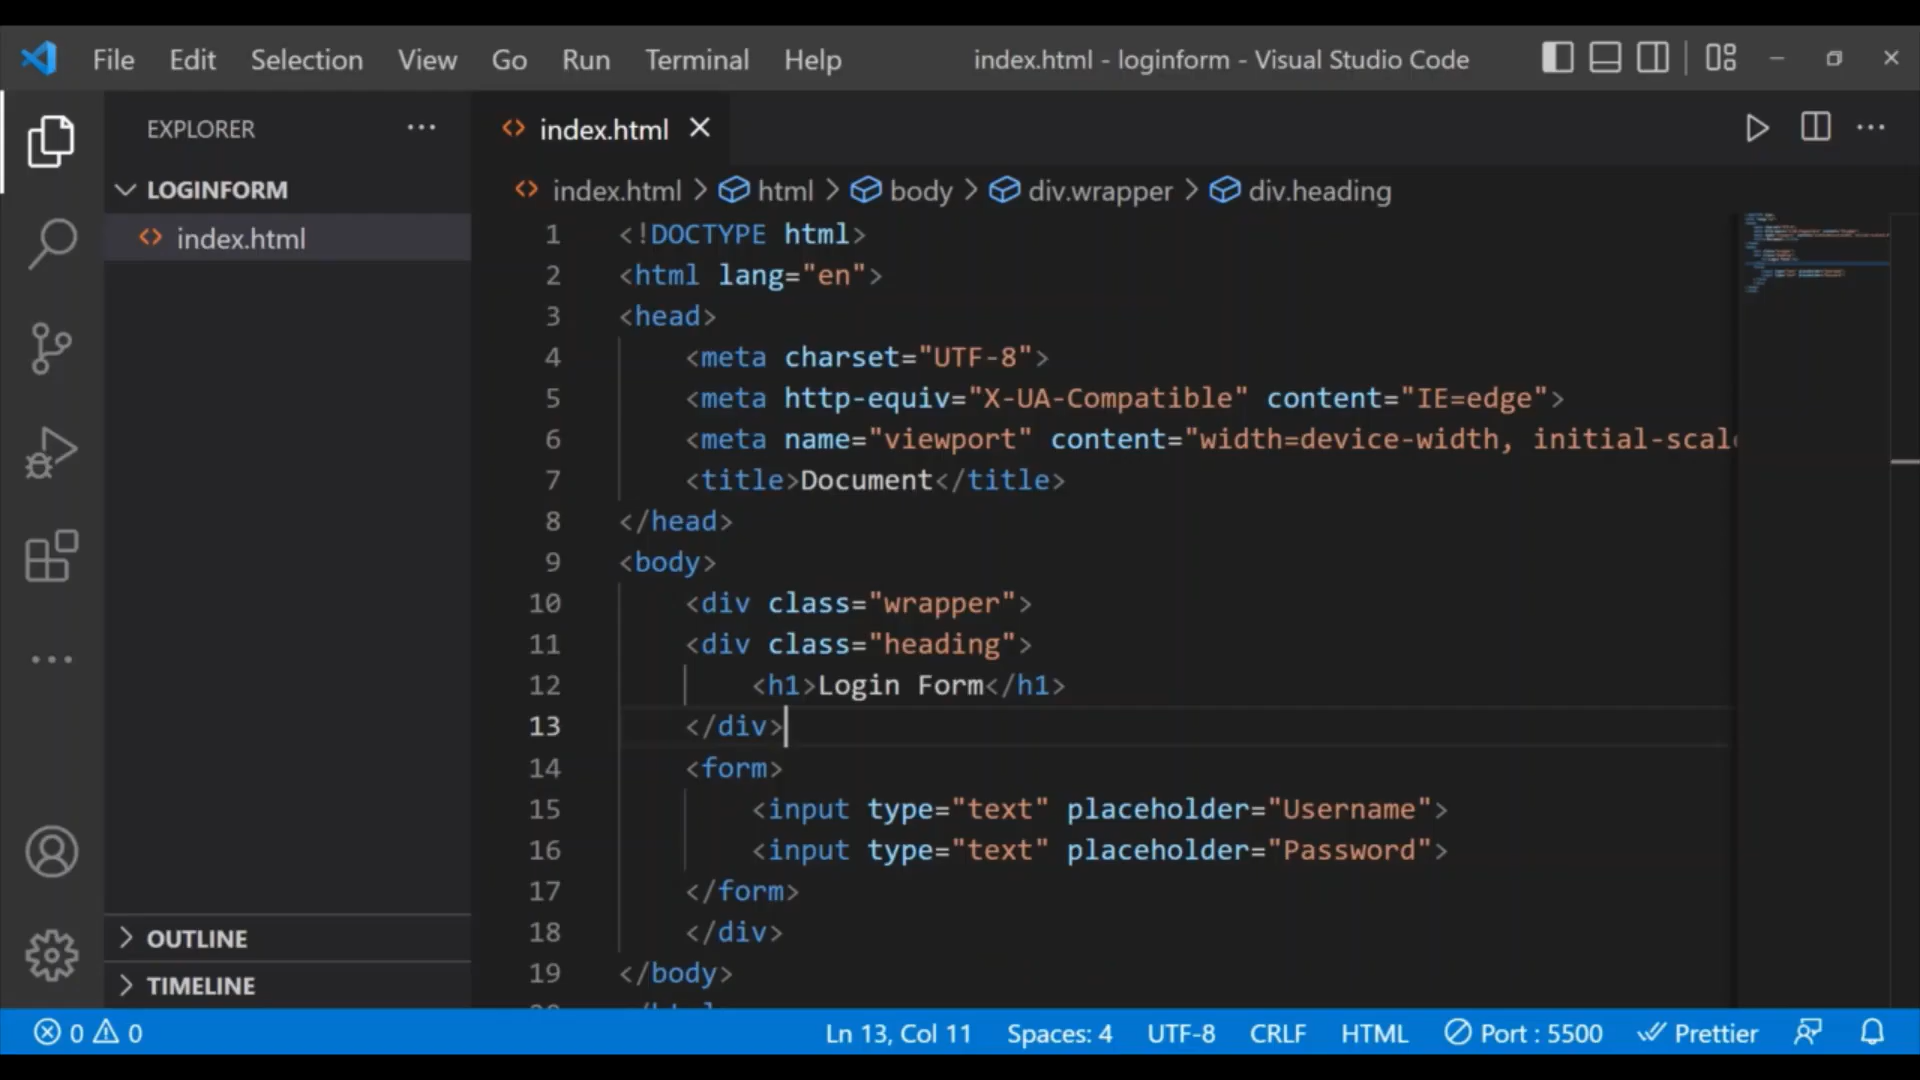 File Edit Selection View Go Run Terminal Help index.html - loginform - Visual Studio Code
EXPLORER
LOGINFORM
index.html
OUTLINE
TIMELINE
index.html
index.html > html > body > div.wrapper > div.heading
1 <!DOCTYPE html>
2 <html lang="en">
3 <head>
4 <meta charset="UTF-8">
5 <meta http-equiv="X-UA-Compatible" content="IE=edge">
6 <meta name="viewport" content="width=device-width, initial-scal
7 <title>Document</title>
8 </head>
9 <body>
10 <div class="wrapper">
11 <div class="heading">
12 <h1>Login Form</h1>
13 </div>
14 <form>
15 <input type="text" placeholder="Username">
16 <input type="text" placeholder="Password">
17 </form>
18 </div>
19 </body>
0 0 Ln 13, Col 11 Spaces: 4 UTF-8 CRLF HTML Port : 5500 Prettier